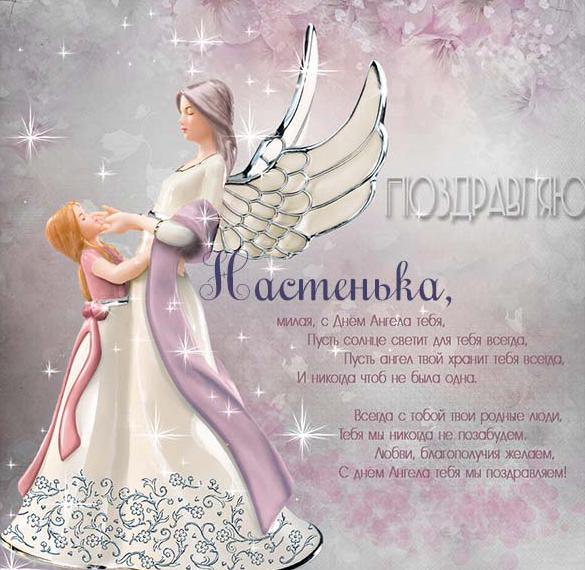 ПОЗДРАВЛЯЮ
Настенька,
милая, с Днём Ангела тебя,
Пусть солнце светит для тебя всегда,
Пусть ангел твой хранит тебя всегда,
И никогда чтоб не была одна.
Всегда с тобой твои родные люди,
Тебя мы никогда не позабудем.
Любви, благополучия желаем,
С днем Ангела тебя мы поздравляем!